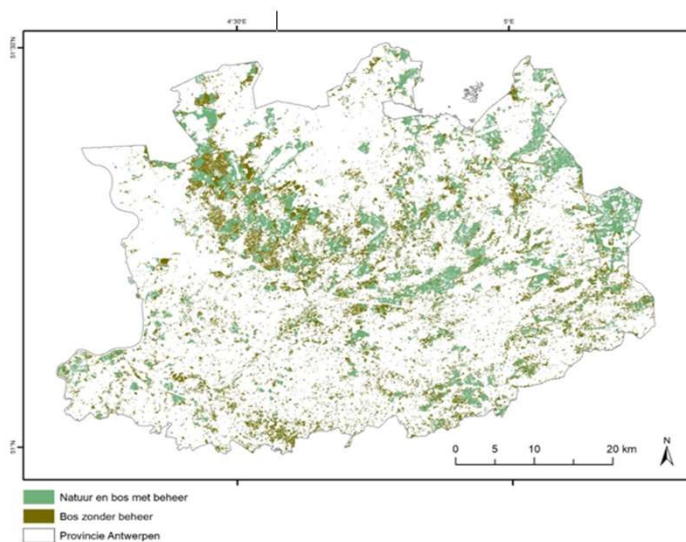 4°30'E 5°E
51°30'N
51°N
0 5 10 20 km
N
Natuur en bos met beheer
Bos zonder beheer
Provincie Antwerpen